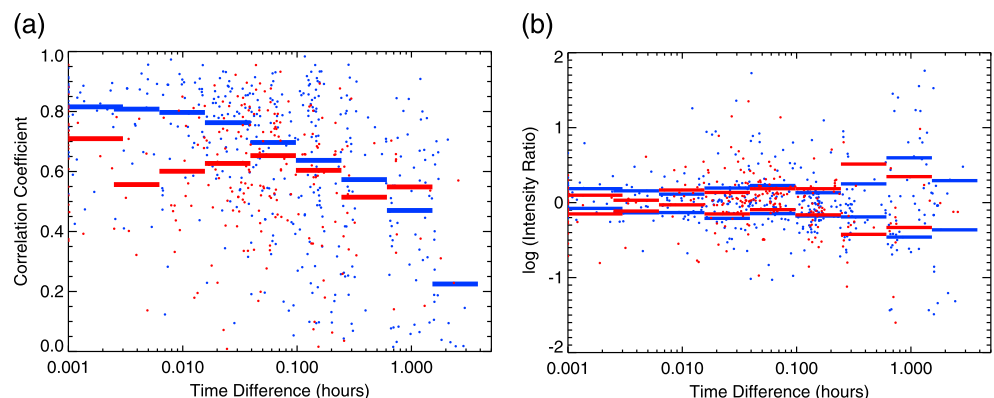 (a)
1.0
0.8
0.6
0.4
0.2
0.0
Correlation Coefficient
0.001 0.010 0.100 1.000
Time Difference (hours)
(b)
2
1
0
-1
-2
log (Intensity Ratio)
0.001 0.010 0.100 1.000
Time Difference (hours)